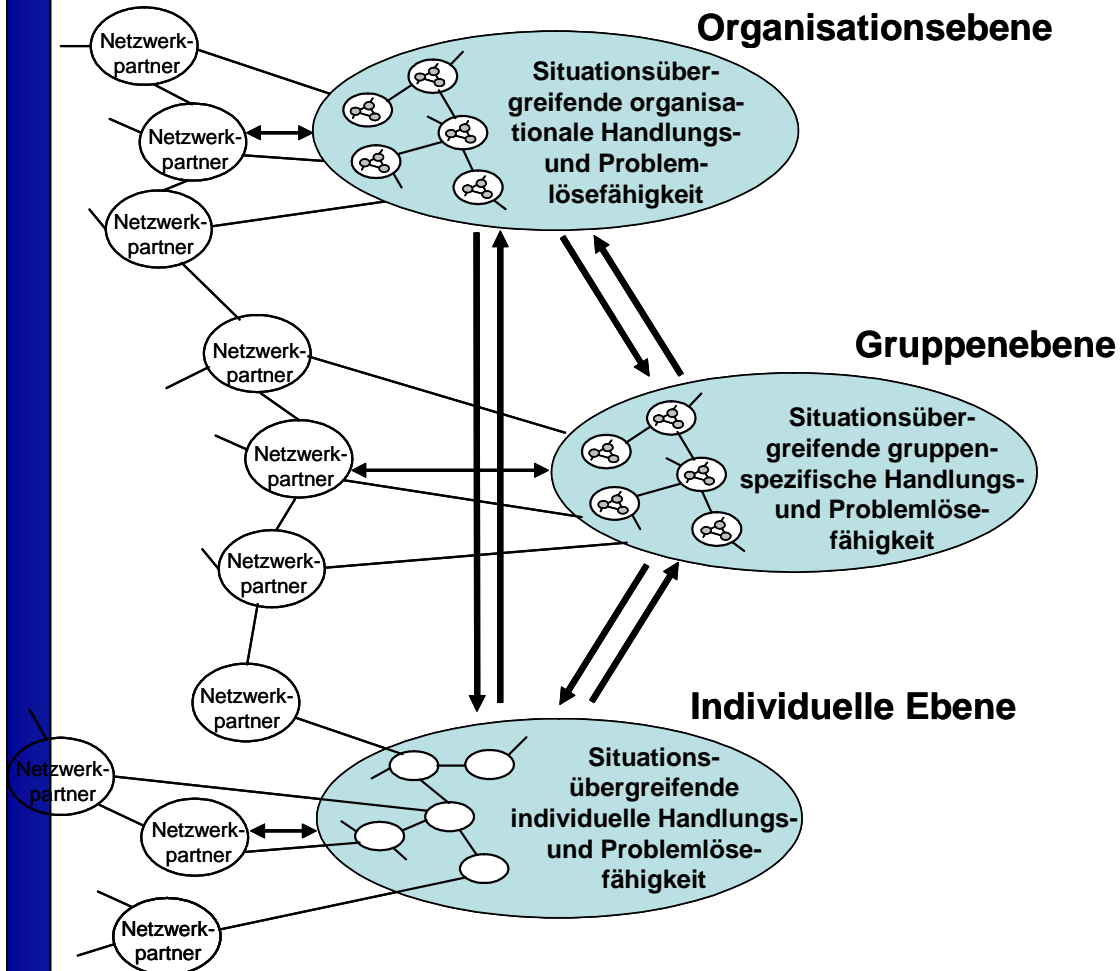 Organisationsebene
Netzwerk-
partner
Situationsüber-
greifende organisa-
tionale Handlungs-
und Problem-
lösefähigkeit
Netzwerk-
partner
Netzwerk-
partner
Gruppenebene
Netzwerk-
partner
Situationsüber-
greifende gruppen-
spezifische Handlungs-
und Problemlöse-
fähigkeit
Netzwerk-
partner
Netzwerk-
partner
Netzwerk-
partner
Individuelle Ebene
Situations-
übergreifende
individuelle Handlungs-
und Problemlöse-
fähigkeit
Netzwerk-
partner
Netzwerk-
partner
Netzwerk-
partner